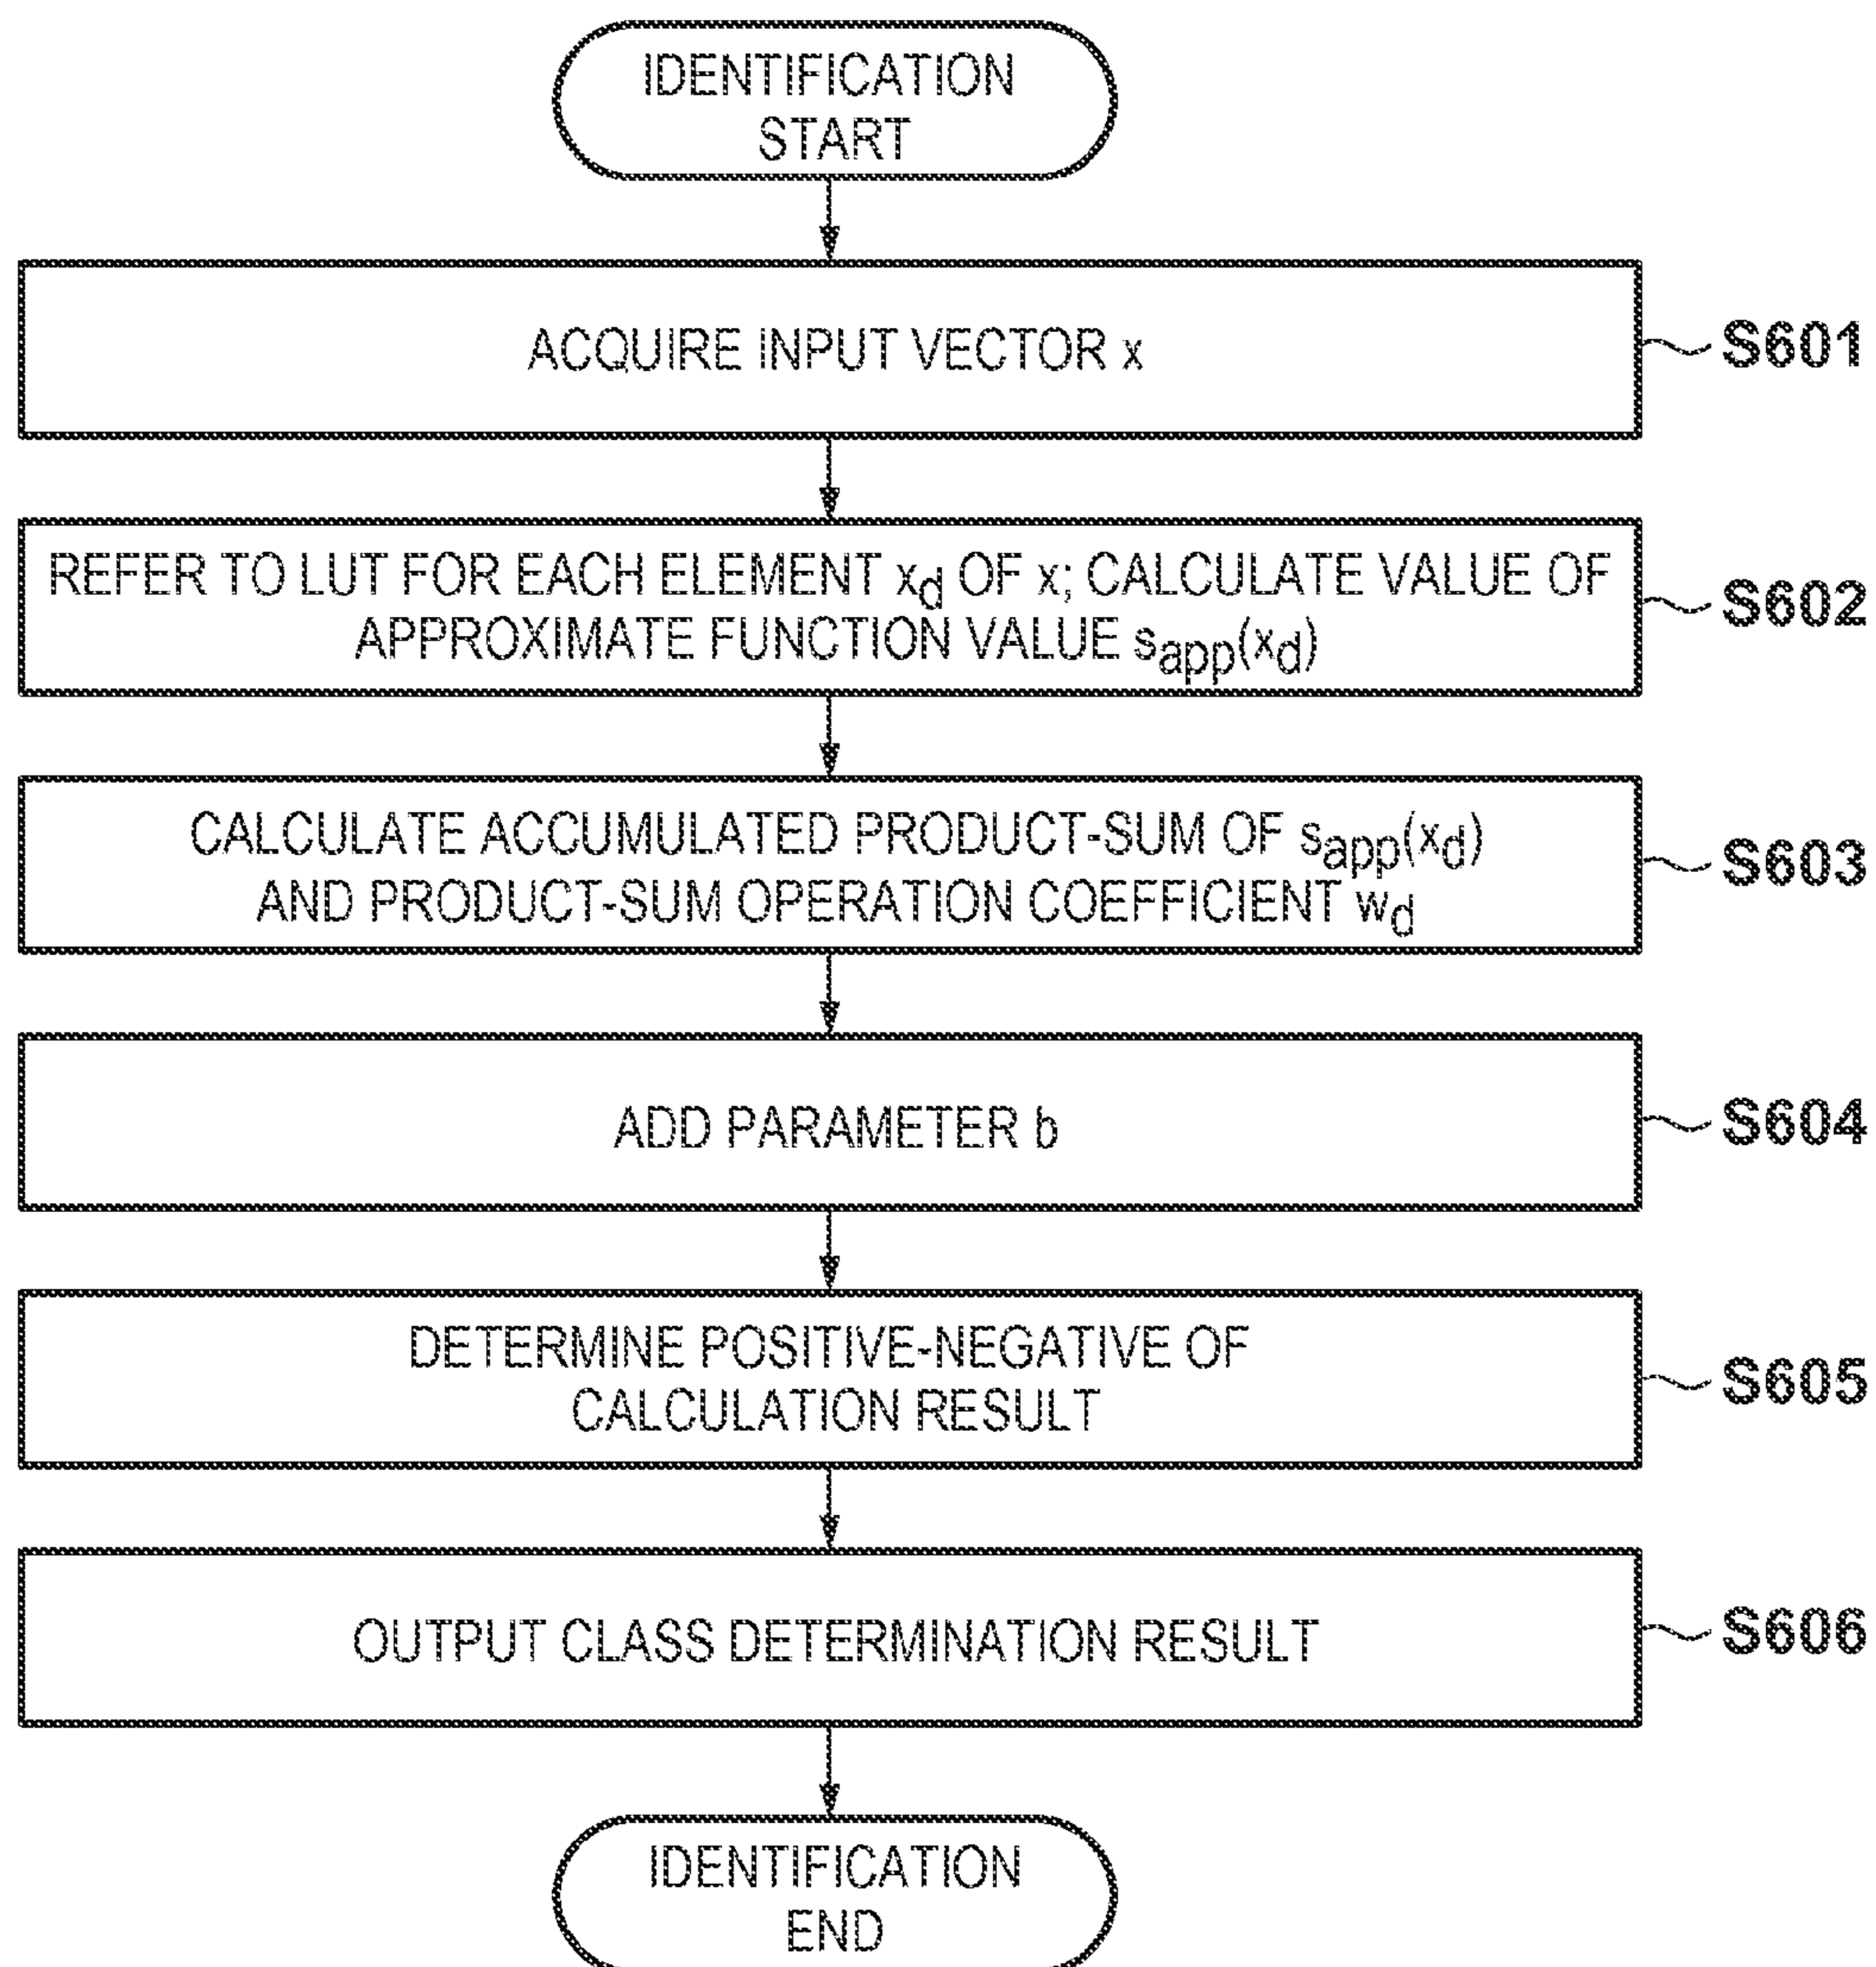 IDENTIFICATION
START
ACQUIRE INPUT VECTOR x
S601
REFER TO LUT FOR EACH ELEMENT xd OF x; CALCULATE VALUE OF
APPROXIMATE FUNCTION VALUE sapp(xd)
S602
CALCULATE ACCUMULATED PRODUCT-SUM OF sapp(xd)
AND PRODUCT-SUM OPERATION COEFFICIENT wd
S603
ADD PARAMETER b
S604
DETERMINE POSITIVE-NEGATIVE OF
CALCULATION RESULT
S605
OUTPUT CLASS DETERMINATION RESULT
S606
IDENTIFICATION
END